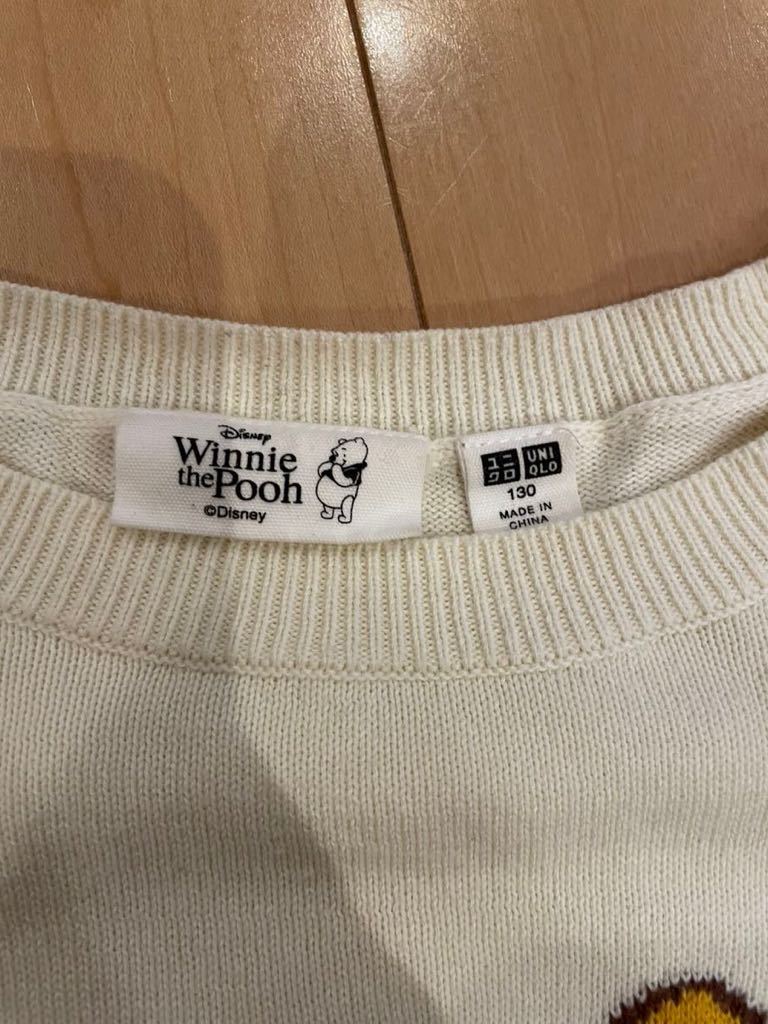 Disney
Winnie
the Pooh
©Disney
ユニ UNI
クロ QLO
130
MADE IN
CHINA